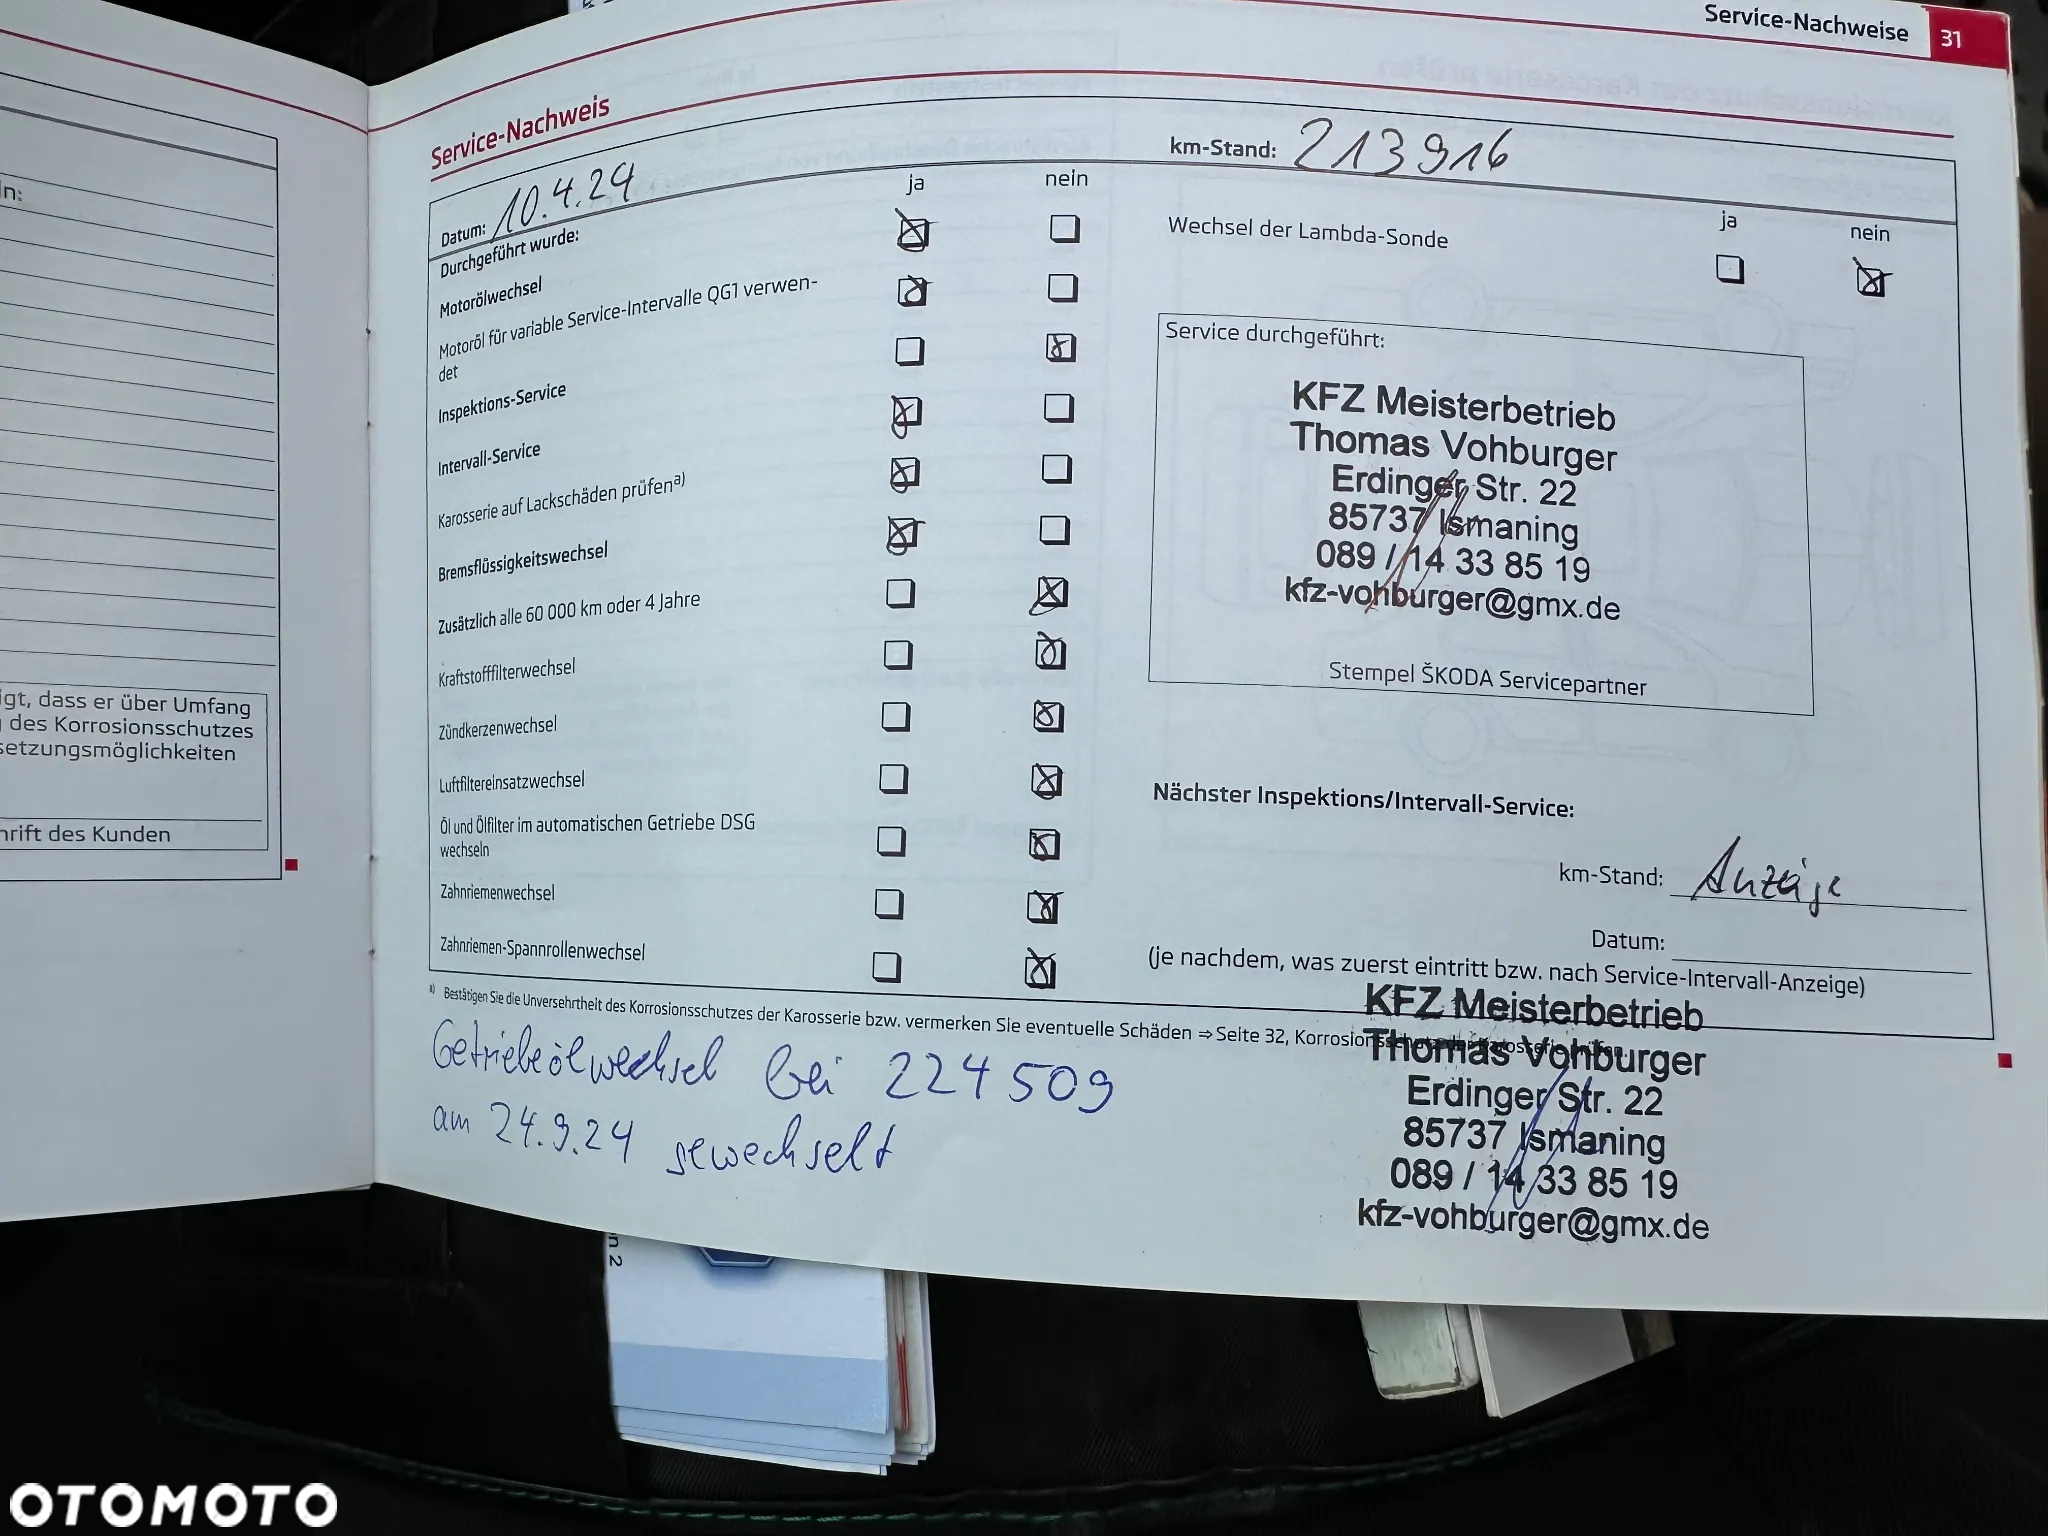 Service-Nachweise 31
Service-Nachweis
Datum: 10.4.24
km-Stand: 213916
Durchgeführt wurde:
ja nein
Motorölwechsel
Motoröl für variable Service-Intervalle QG1 verwen-
det
Inspektions-Service
Intervall-Service
Karosserie auf Lackschäden prüfen a)
Bremsflüssigkeitswechsel
Zusätzlich alle 60 000 km oder 4 Jahre
Kraftstofffilterwechsel
Zündkerzenwechsel
Luftfiltereinsatzwechsel
Öl und Ölfilter im automatischen Getriebe DSG
wechseln
Zahnriemenwechsel
Zahnriemen-Spannrollenwechsel
ja nein
Wechsel der Lambda-Sonde
Service durchgeführt:
KFZ Meisterbetrieb
Thomas Vohburger
Erdinger Str. 22
85737 Ismaning
089 / 14 33 85 19
kfz-vohburger@gmx.de
Stempel ŠKODA Servicepartner
Nächster Inspektions/Intervall-Service:
km-Stand: Anzeige
Datum:
(je nachdem, was zuerst eintritt bzw. nach Service-Intervall-Anzeige)
a) Bestätigen Sie die Unversehrtheit des Korrosionsschutzes der Karosserie bzw. vermerken Sie eventuelle Schäden ⇒ Seite 32, Korrosionsschutz der Karosserie prüfen.
Getriebeölwechsel bei 224509
am 24.9.24 gewechselt
KFZ Meisterbetrieb
Thomas Vohburger
Erdinger Str. 22
85737 Ismaning
089 / 14 33 85 19
kfz-vohburger@gmx.de
in:
igt, dass er über Umfang
des Korrosionsschutzes
setzungsmöglichkeiten
hrift des Kunden
n 2
OTOMOTO